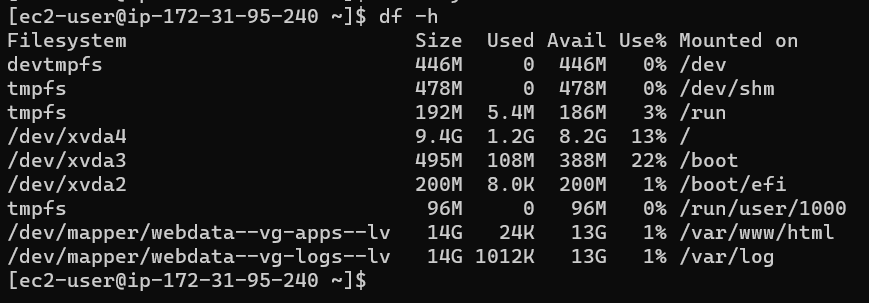 [ec2-user@ip-172-31-95-240 ~]$ df -h
Filesystem                       Size  Used Avail Use% Mounted on
devtmpfs                         446M     0  446M   0% /dev
tmpfs                            478M     0  478M   0% /dev/shm
tmpfs                            192M  5.4M  186M   3% /run
/dev/xvda4                       9.4G  1.2G  8.2G  13% /
/dev/xvda3                       495M  108M  388M  22% /boot
/dev/xvda2                       200M  8.0K  200M   1% /boot/efi
tmpfs                             96M     0   96M   0% /run/user/1000
/dev/mapper/webdata--vg-apps--lv  14G   24K   13G   1% /var/www/html
/dev/mapper/webdata--vg-logs--lv  14G 1012K   13G   1% /var/log
[ec2-user@ip-172-31-95-240 ~]$